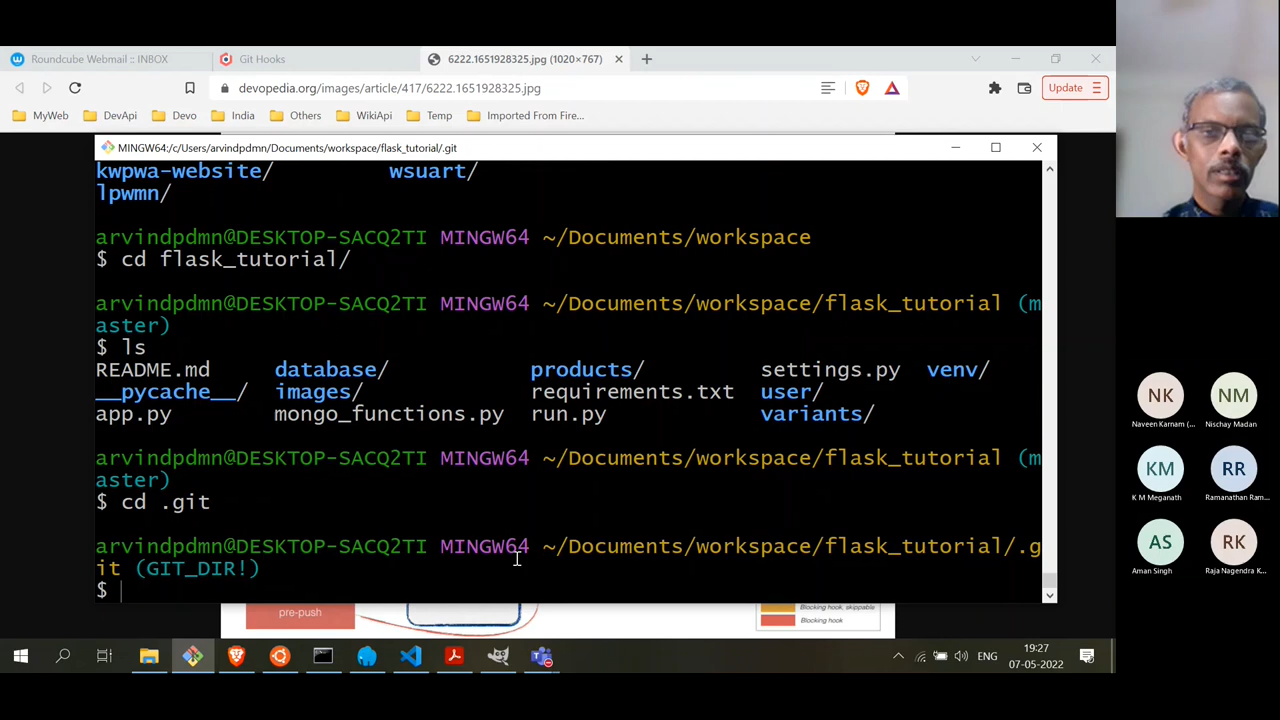 Roundcube Webmail :: INBOX
Git Hooks
6222.1651928325.jpg (1020×767)
devopedia.org/images/article/417/6222.1651928325.jpg
Update
MyWeb
DevApi
Devo
India
Others
WikiApi
Temp
Imported From Fire...
MINGW64:/c/Users/arvindpdmn/Documents/workspace/flask_tutorial/.git
kwpwa-website/ wsuart/
lpwmn/
arvindpdmn@DESKTOP-SACQ2TI MINGW64 ~/Documents/workspace
$ cd flask_tutorial/
arvindpdmn@DESKTOP-SACQ2TI MINGW64 ~/Documents/workspace/flask_tutorial (m
aster)
$ ls
README.md database/ products/ settings.py venv/
__pycache__/ images/ requirements.txt user/
app.py mongo_functions.py run.py variants/
arvindpdmn@DESKTOP-SACQ2TI MINGW64 ~/Documents/workspace/flask_tutorial (m
aster)
$ cd .git
arvindpdmn@DESKTOP-SACQ2TI MINGW64 ~/Documents/workspace/flask_tutorial/.g
it (GIT_DIR!)
$
pre-push
Blocking hook, skippable
Blocking hook
ENG
19:27
07-05-2022
NK
Naveen Karnam (...
NM
Nischay Madan
KM
K M Meganath
RR
Ramanathan Ram...
AS
Aman Singh
RK
Raja Nagendra K...